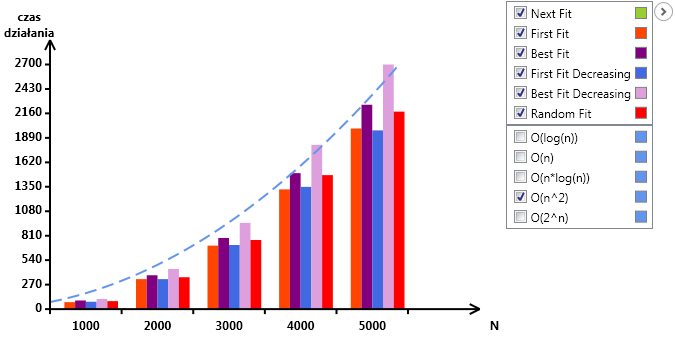 czas
działania
2700
2430
2160
1890
1620
1350
1080
810
540
270
0
1000
2000
3000
4000
5000
N
Next Fit
First Fit
Best Fit
First Fit Decreasing
Best Fit Decreasing
Random Fit
O(log(n))
O(n)
O(n*log(n))
O(n^2)
O(2^n)